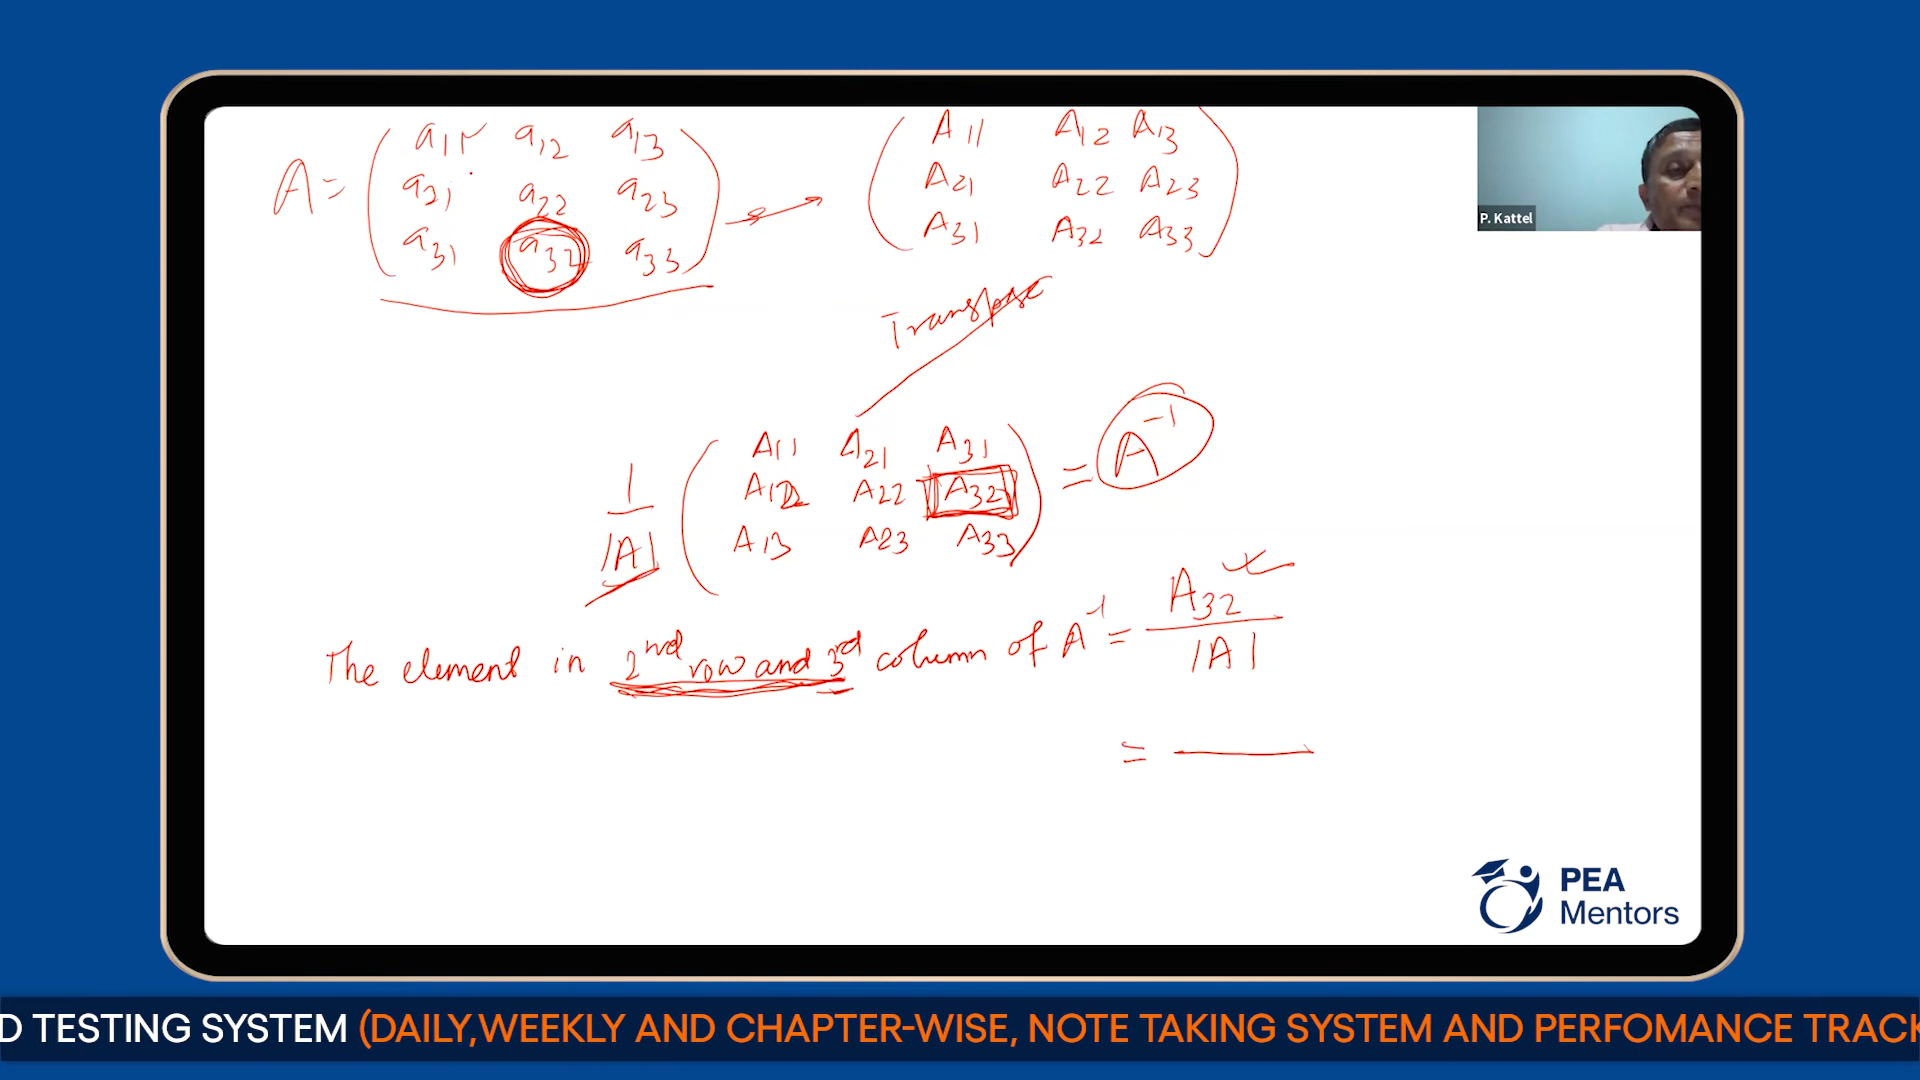 A = ( a11 a12 a13
a21 a22 a23
a31 a32 a33 )
( A11 A12 A13
A21 A22 A23
A31 A32 A33 )
P. Kattel
Transpose
1/|A| ( A11 A21 A31
A12 A22 A32
A13 A23 A33 ) = A⁻¹
The element in 2nd row and 3rd column of A⁻¹ = A32/|A|
=
PEA
Mentors
D TESTING SYSTEM (DAILY,WEEKLY AND CHAPTER-WISE, NOTE TAKING SYSTEM AND PERFOMANCE TRACK